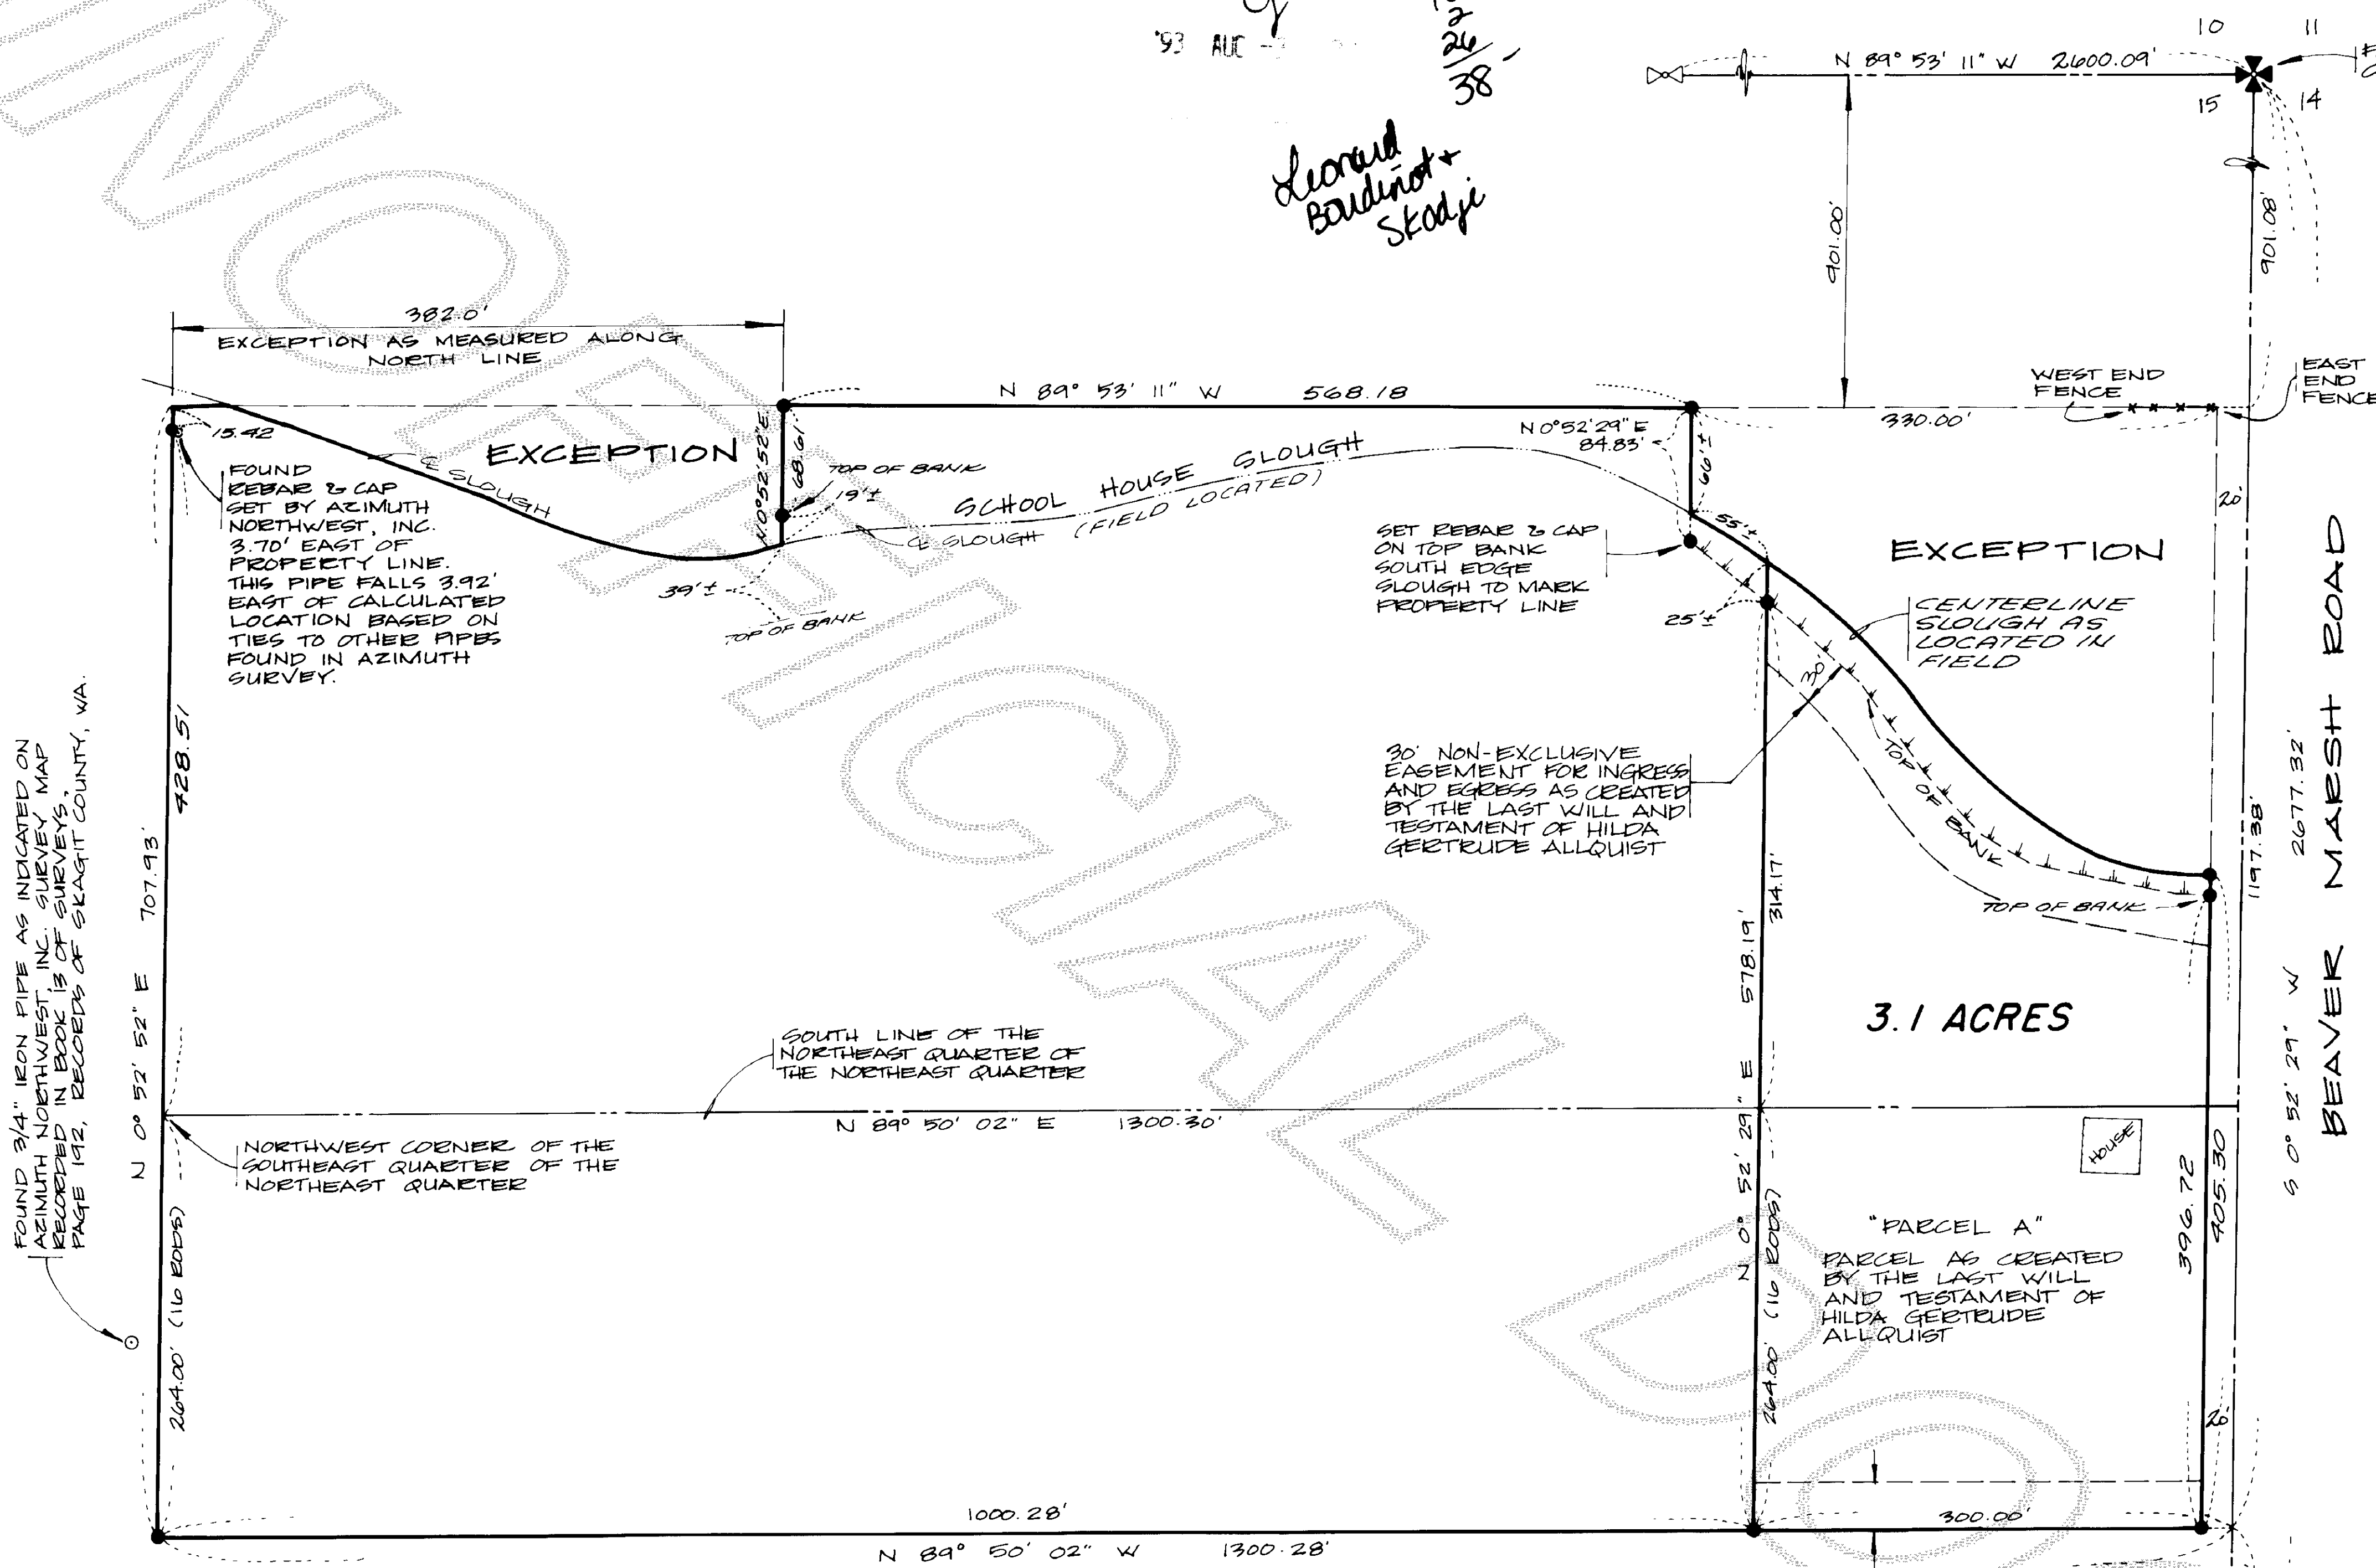 '93 AUC
2
26
38
Leonard
Boudinot +
Skodje
10
11
15
14
N 89° 53' 11" W 2600.09'
901.00'
901.08'
382.0'
EXCEPTION AS MEASURED ALONG
NORTH LINE
N 89° 53' 11" W 568.18
WEST END
FENCE
EAST
END
FENCE
330.00'
20'
15.42
EXCEPTION
℄ SLOUGH
N 0° 52' 52" E
68.61'
TOP OF BANK
19'±
SCHOOL HOUSE SLOUGH
(FIELD LOCATED)
℄ SLOUGH
39'±
TOP OF BANK
N 0° 52' 29" E
84.83'
66'±
55'±
25'±
FOUND
REBAR & CAP
SET BY AZIMUTH
NORTHWEST, INC.
3.70' EAST OF
PROPERTY LINE.
THIS PIPE FALLS 3.92'
EAST OF CALCULATED
LOCATION BASED ON
TIES TO OTHER PIPES
FOUND IN AZIMUTH
SURVEY.
SET REBAR & CAP
ON TOP BANK
SOUTH EDGE
SLOUGH TO MARK
PROPERTY LINE
EXCEPTION
CENTERLINE
SLOUGH AS
LOCATED IN
FIELD
30'
30' NON-EXCLUSIVE
EASEMENT FOR INGRESS
AND EGRESS AS CREATED
BY THE LAST WILL AND
TESTAMENT OF HILDA
GERTRUDE ALLQUIST
TOP OF BANK
TOP OF BANK
428.51
707.93'
N 0° 52' 52" E
FOUND 3/4" IRON PIPE AS INDICATED ON
AZIMUTH NORTHWEST, INC. SURVEY MAP
RECORDED IN BOOK 13 OF SURVEYS,
PAGE 192, RECORDS OF SKAGIT COUNTY, WA.
314.17'
578.19'
N 0° 52' 29" E
1197.38'
2677.32'
S 0° 52' 29" W
BEAVER MARSH ROAD
3.1 ACRES
SOUTH LINE OF THE
NORTHEAST QUARTER OF
THE NORTHEAST QUARTER
N 89° 50' 02" E 1300.30'
NORTHWEST CORNER OF THE
SOUTHEAST QUARTER OF THE
NORTHEAST QUARTER
HOUSE
264.00' (16 RODS)
264.00' (16 RODS)
396.72
405.30
"PARCEL A"
PARCEL AS CREATED
BY THE LAST WILL
AND TESTAMENT OF
HILDA GERTRUDE
ALLQUIST
20'
1000.28'
300.00'
N 89° 50' 02" W 1300.28'
UNOFFICIAL DO